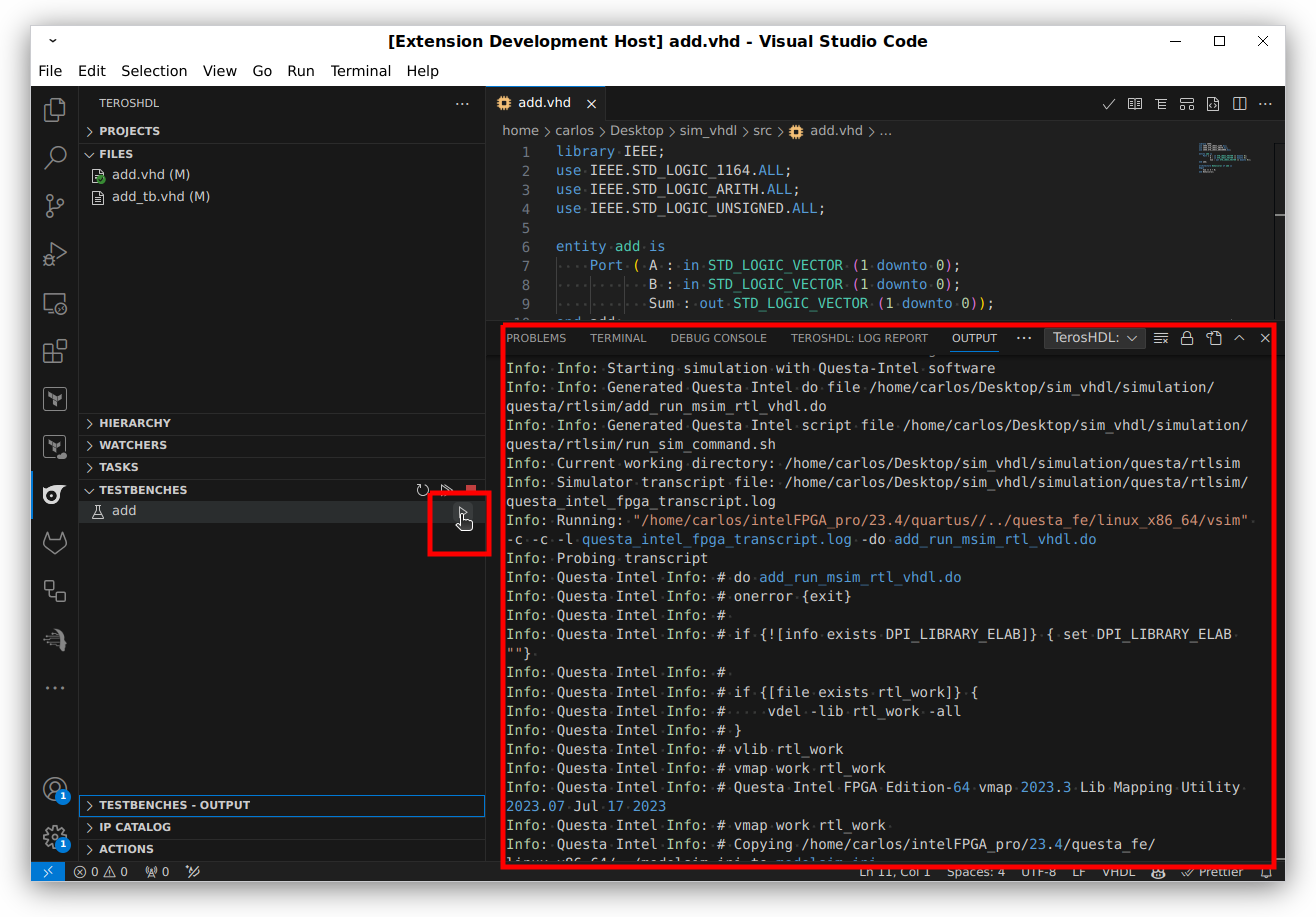 [Extension Development Host] add.vhd - Visual Studio Code
File Edit Selection View Go Run Terminal Help
TEROSHDL
PROJECTS
FILES
add.vhd (M)
add_tb.vhd (M)
HIERARCHY
WATCHERS
TASKS
TESTBENCHES
add
TESTBENCHES - OUTPUT
IP CATALOG
ACTIONS
1
1
add.vhd
home > carlos > Desktop > sim_vhdl > src > add.vhd > ...
1 library IEEE;
2 use IEEE.STD_LOGIC_1164.ALL;
3 use IEEE.STD_LOGIC_ARITH.ALL;
4 use IEEE.STD_LOGIC_UNSIGNED.ALL;
5
6 entity add is
7 Port ( A : in STD_LOGIC_VECTOR (1 downto 0);
8 B : in STD_LOGIC_VECTOR (1 downto 0);
9 Sum : out STD_LOGIC_VECTOR (1 downto 0));
10 end add
PROBLEMS TERMINAL DEBUG CONSOLE TEROSHDL: LOG REPORT OUTPUT ··· TerosHDL:
Info: Info: Starting simulation with Questa-Intel software
Info: Info: Generated Questa Intel do file /home/carlos/Desktop/sim_vhdl/simulation/
questa/rtlsim/add_run_msim_rtl_vhdl.do
Info: Info: Generated Questa Intel script file /home/carlos/Desktop/sim_vhdl/simulation/
questa/rtlsim/run_sim_command.sh
Info: Current working directory: /home/carlos/Desktop/sim_vhdl/simulation/questa/rtlsim
Info: Simulator transcript file: /home/carlos/Desktop/sim_vhdl/simulation/questa/rtlsim/
questa_intel_fpga_transcript.log
Info: Running: "/home/carlos/intelFPGA_pro/23.4/quartus//../questa_fe/linux_x86_64/vsim"
-c -c -l questa_intel_fpga_transcript.log -do add_run_msim_rtl_vhdl.do
Info: Probing transcript
Info: Questa Intel Info: # do add_run_msim_rtl_vhdl.do
Info: Questa Intel Info: # onerror {exit}
Info: Questa Intel Info: #
Info: Questa Intel Info: # if {![info exists DPI_LIBRARY_ELAB]} { set DPI_LIBRARY_ELAB
""}
Info: Questa Intel Info: #
Info: Questa Intel Info: # if {[file exists rtl_work]} {
Info: Questa Intel Info: # vdel -lib rtl_work -all
Info: Questa Intel Info: # }
Info: Questa Intel Info: # vlib rtl_work
Info: Questa Intel Info: # vmap work rtl_work
Info: Questa Intel Info: # Questa Intel FPGA Edition-64 vmap 2023.3 Lib Mapping Utility
2023.07 Jul 17 2023
Info: Questa Intel Info: # vmap work rtl_work
Info: Questa Intel Info: # Copying /home/carlos/intelFPGA_pro/23.4/questa_fe/
linux_x86_64/../modelsim.ini to modelsim.ini
0 0 0 Ln 11, Col 1 Spaces: 4 UTF-8 LF VHDL Prettier